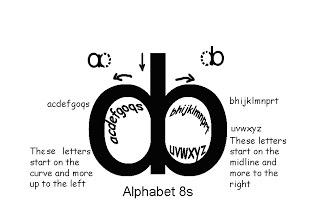 a
b
acdefgoqs
bhijklmnprt
uvwxyz
acdefgoqs
bhijklmnprt
uvwxyz
These letters
start on the
curve and more
up to the left
These letters
start on the
midline and
more to the
right
Alphabet 8s